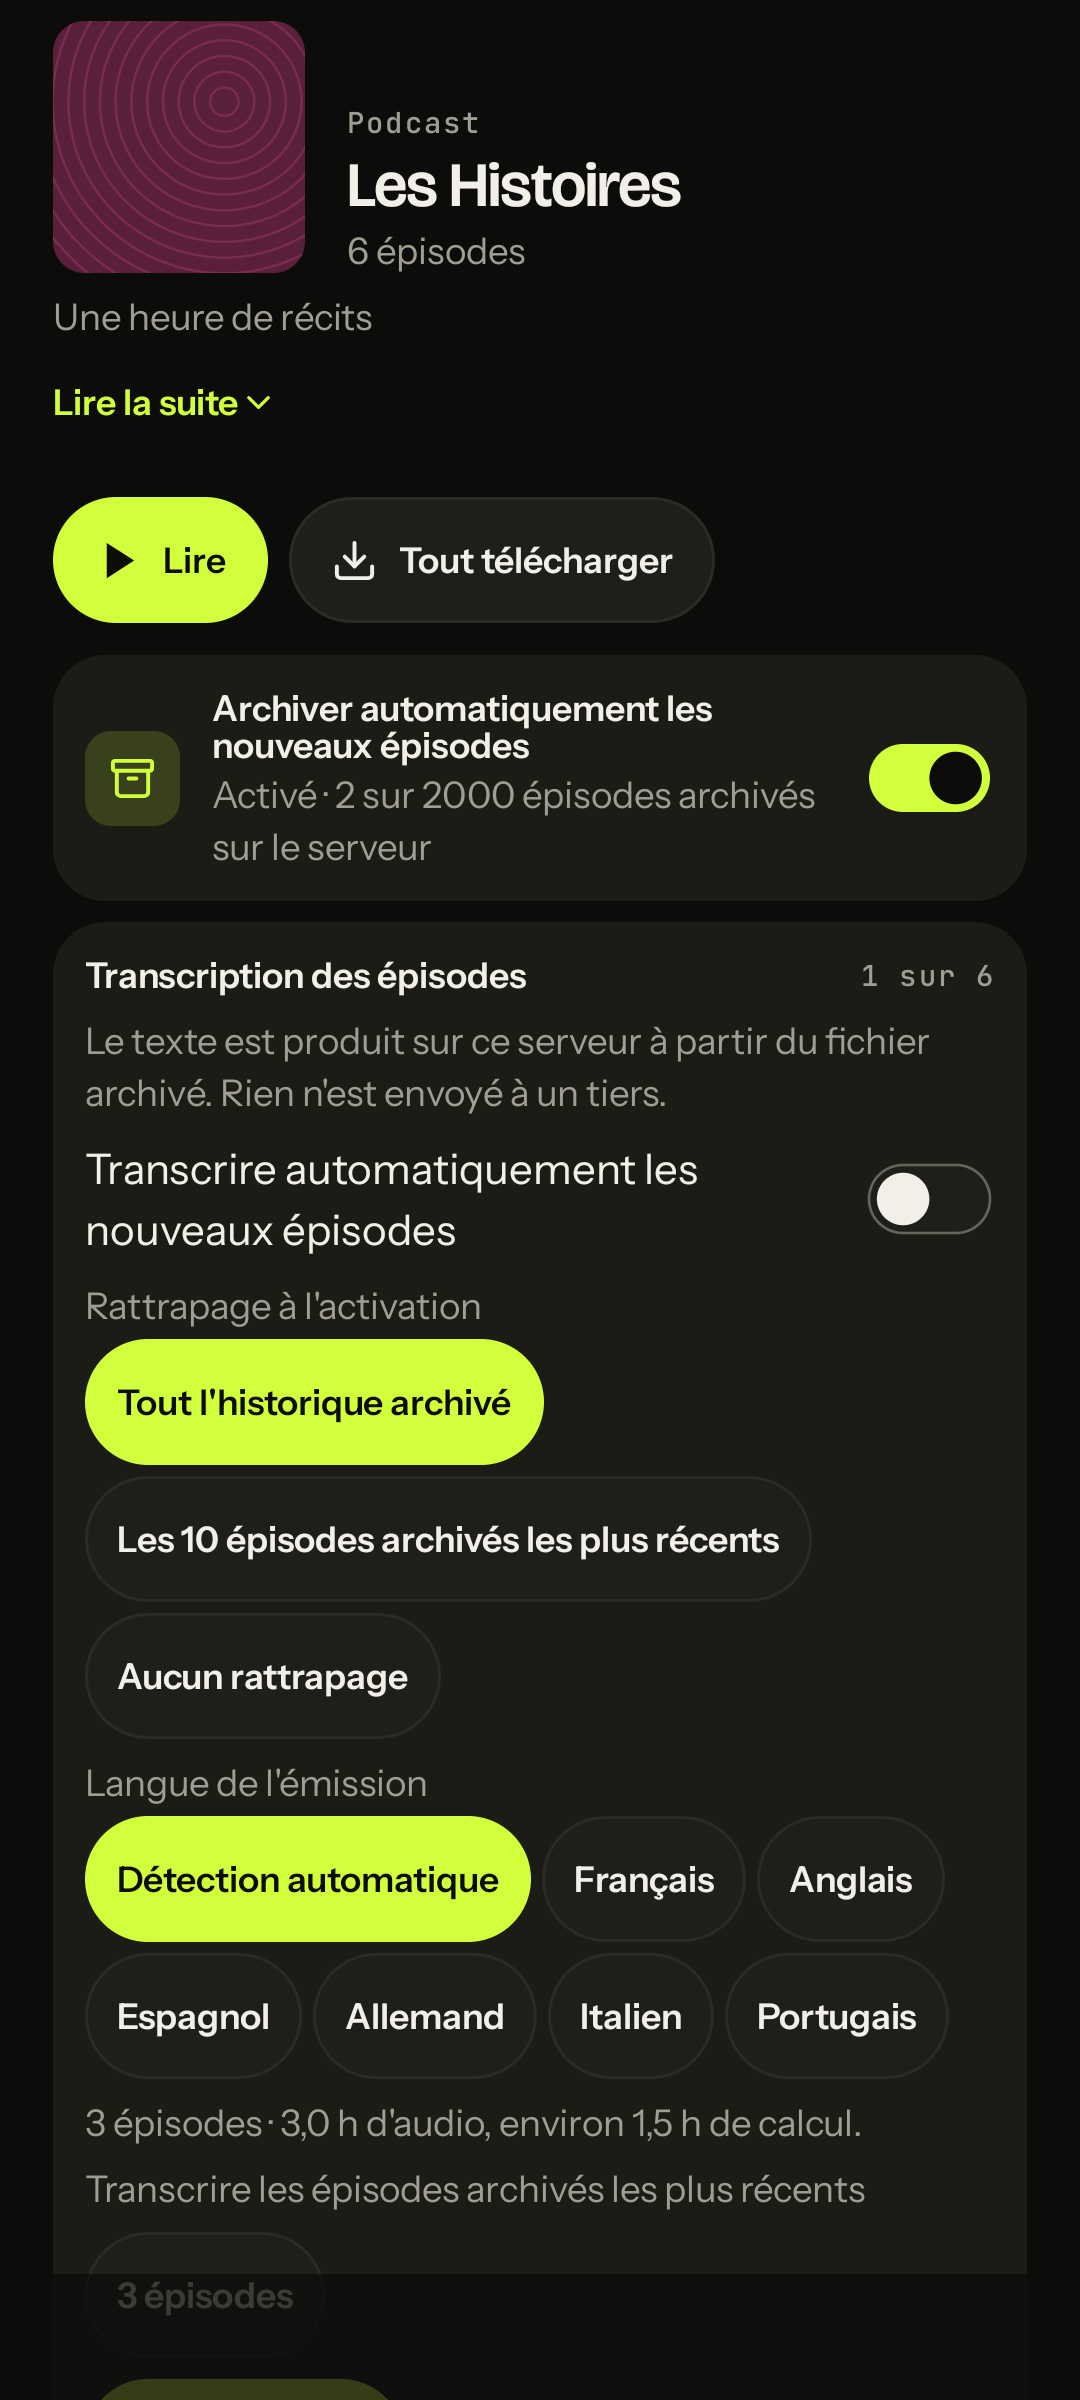 Podcast
Les Histoires
6 épisodes
Une heure de récits
Lire la suite
Lire
Tout télécharger
Archiver automatiquement les
nouveaux épisodes
Activé · 2 sur 2000 épisodes archivés
sur le serveur
Transcription des épisodes
1 sur 6
Le texte est produit sur ce serveur à partir du fichier
archivé. Rien n'est envoyé à un tiers.
Transcrire automatiquement les
nouveaux épisodes
Rattrapage à l'activation
Tout l'historique archivé
Les 10 épisodes archivés les plus récents
Aucun rattrapage
Langue de l'émission
Détection automatique
Français
Anglais
Espagnol
Allemand
Italien
Portugais
3 épisodes · 3,0 h d'audio, environ 1,5 h de calcul.
Transcrire les épisodes archivés les plus récents
3 épisodes